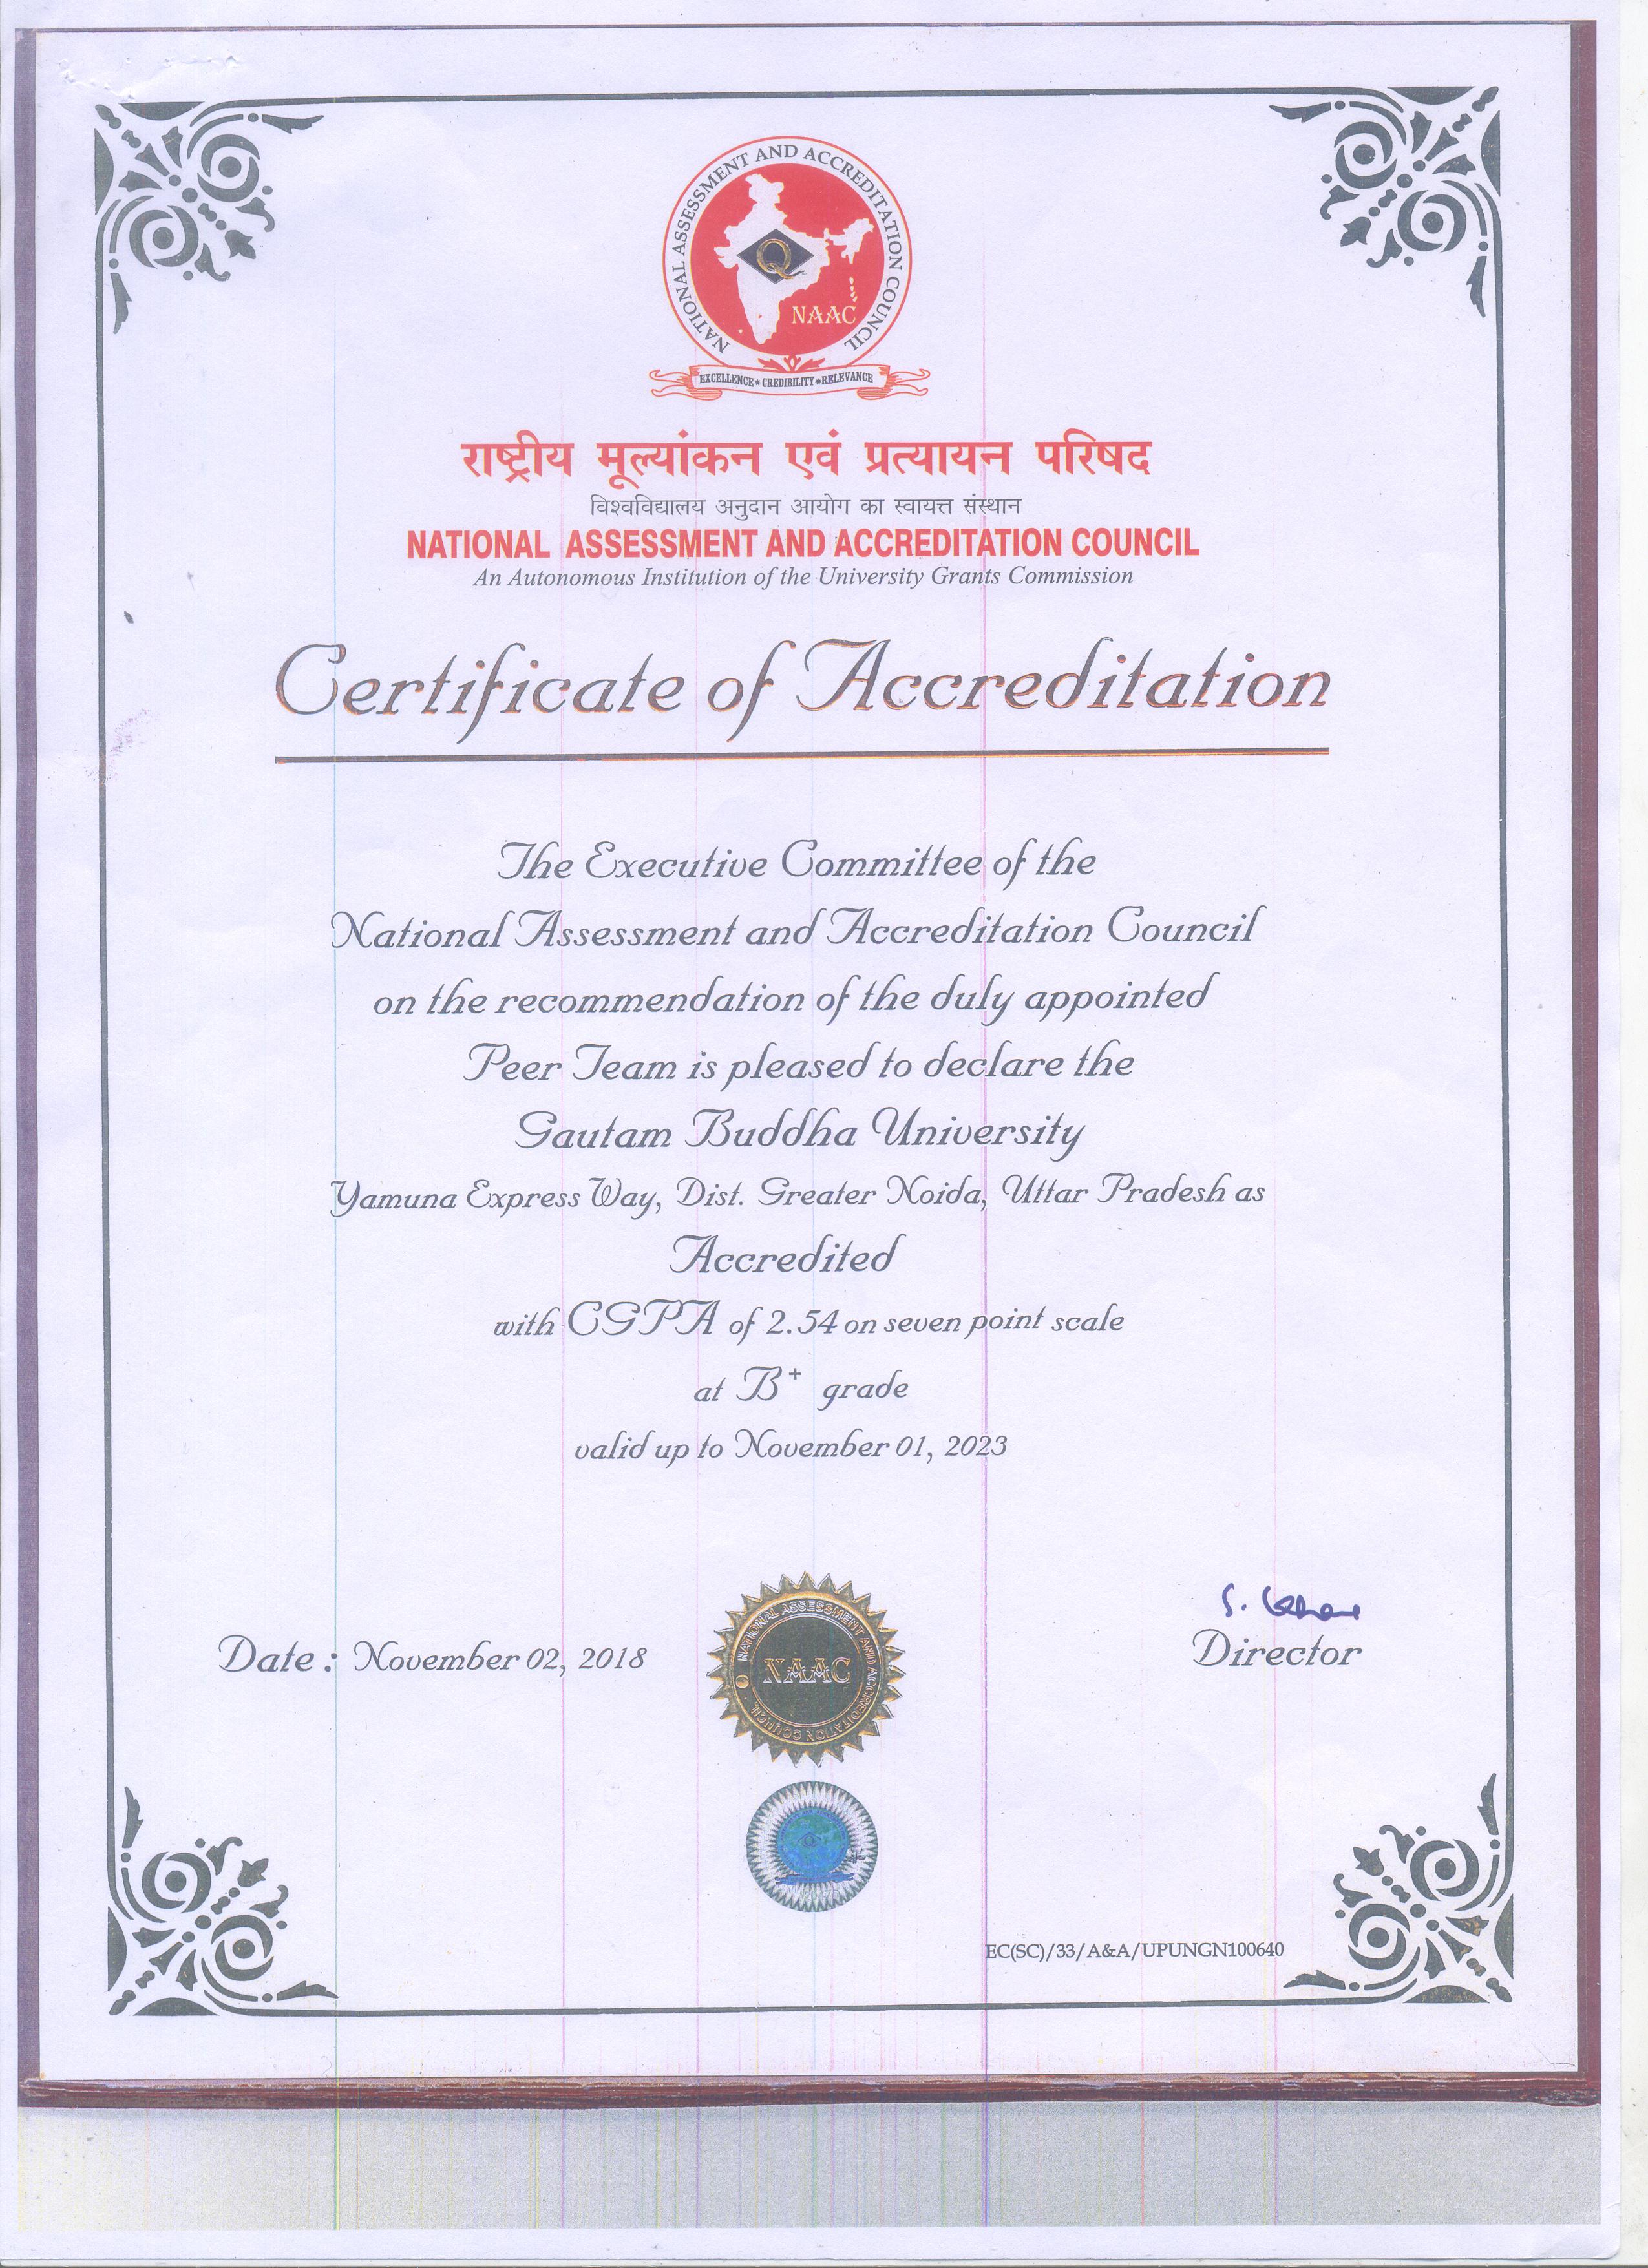 NATIONAL ASSESSMENT AND ACCREDITATION COUNCIL
Q
NAAC
EXCELLENCE * CREDIBILITY * RELEVANCE
राष्ट्रीय मूल्यांकन एवं प्रत्यायन परिषद
विश्वविद्यालय अनुदान आयोग का स्वायत्त संस्थान
NATIONAL ASSESSMENT AND ACCREDITATION COUNCIL
An Autonomous Institution of the University Grants Commission
Certificate of Accreditation
The Executive Committee of the
National Assessment and Accreditation Council
on the recommendation of the duly appointed
Peer Team is pleased to declare the
Gautam Buddha University
Yamuna Express Way, Dist. Greater Noida, Uttar Pradesh as
Accredited
with CGPA of 2.54 on seven point scale
at B+ grade
valid up to November 01, 2023
S.
Date : November 02, 2018
NATIONAL ASSESSMENT AND ACCREDITATION COUNCIL
NAAC
Director
EC(SC)/33/A&A/UPUNGN100640